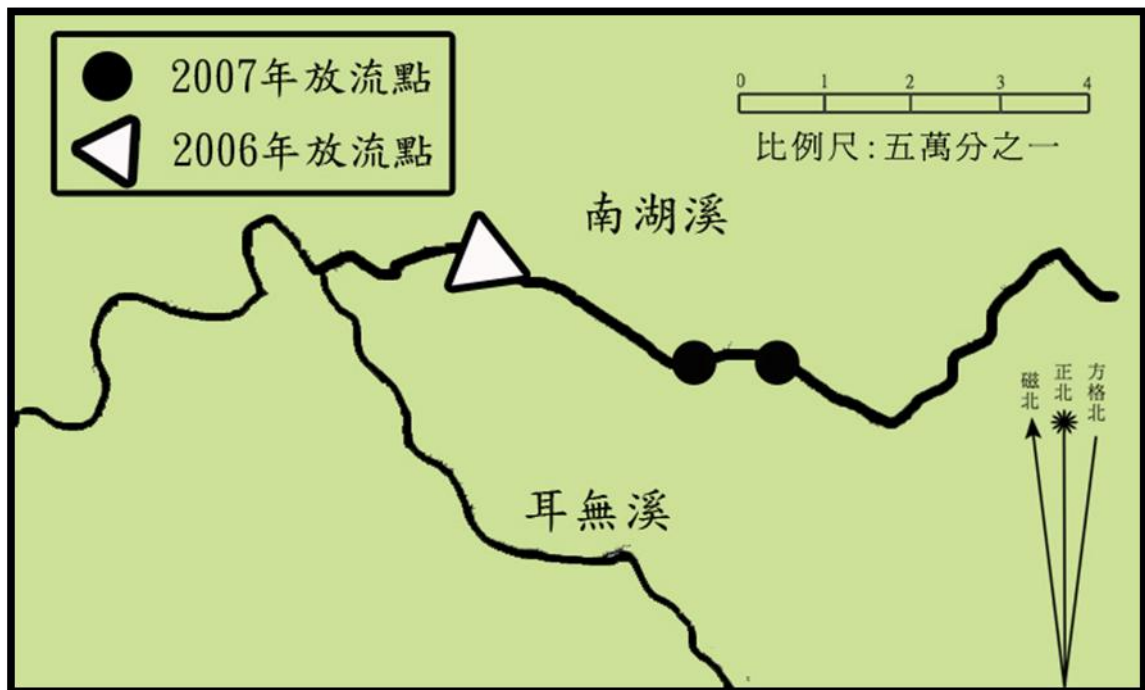 2007年放流點
2006年放流點
0 1 2 3 4
比例尺:五萬分之一
南湖溪
耳無溪
磁北
正北
方格北